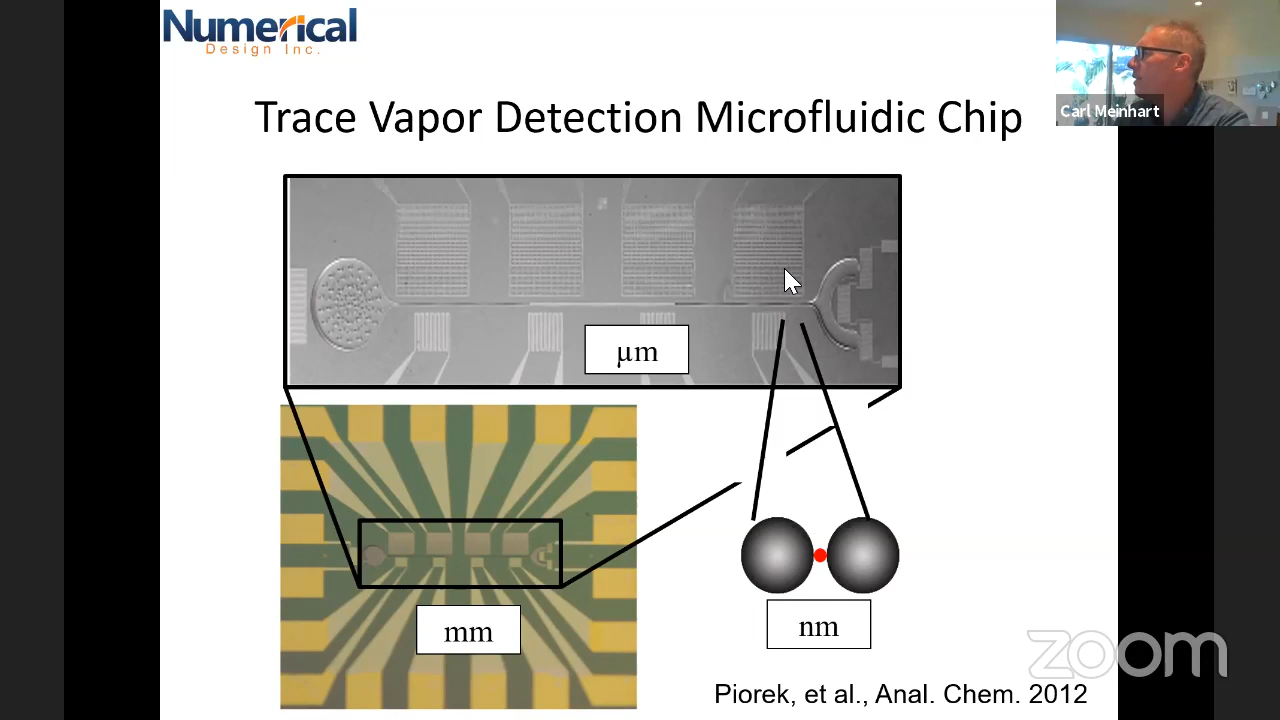 Numerical
Design Inc.
Carl Meinhart
Trace Vapor Detection Microfluidic Chip
µm
mm
nm
zoom
Piorek, et al., Anal. Chem. 2012